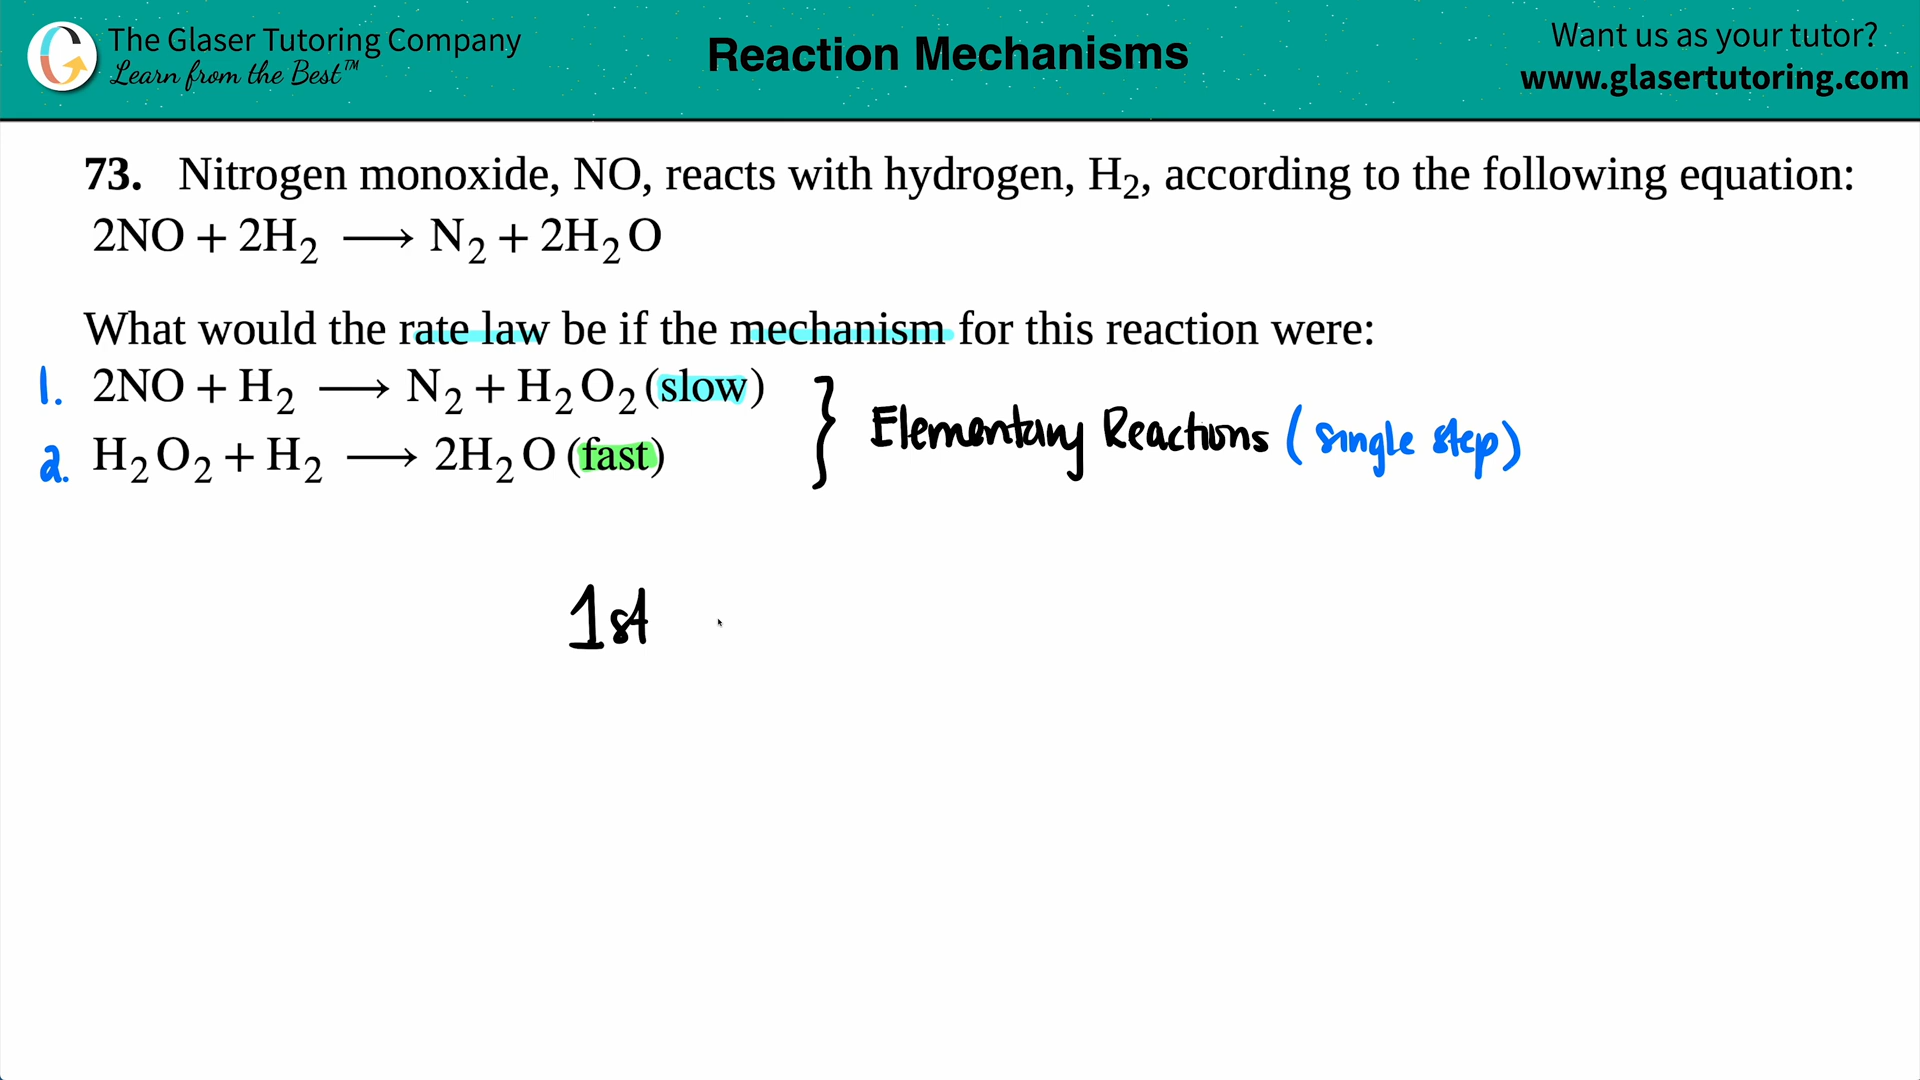 The Glaser Tutoring Company
Learn from the Best™
Reaction Mechanisms
Want us as your tutor?
www.glasertutoring.com
73. Nitrogen monoxide, NO, reacts with hydrogen, H₂, according to the following equation:
2NO + 2H₂ ⟶ N₂ + 2H₂O
What would the rate law be if the mechanism for this reaction were:
1. 2NO + H₂ ⟶ N₂ + H₂O₂ (slow)
2. H₂O₂ + H₂ ⟶ 2H₂O (fast)
} Elementary Reactions (single step)
1st